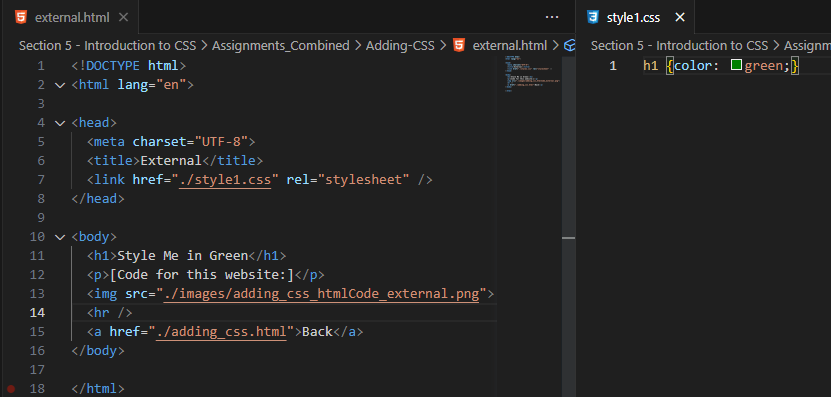 external.html
Section 5 - Introduction to CSS > Assignments_Combined > Adding-CSS > external.html >
1 <!DOCTYPE html>
2 <html lang="en">
3
4 <head>
5 <meta charset="UTF-8">
6 <title>External</title>
7 <link href="./style1.css" rel="stylesheet" />
8 </head>
9
10 <body>
11 <h1>Style Me in Green</h1>
12 <p>[Code for this website:]</p>
13 <img src="./images/adding_css_htmlCode_external.png">
14 <hr />
15 <a href="./adding_css.html">Back</a>
16 </body>
17
18 </html>
style1.css
Section 5 - Introduction to CSS > Assignm
1 h1 {color: green;}